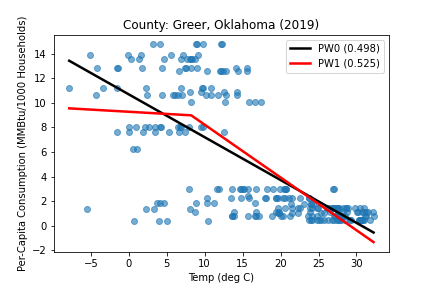 County: Greer, Oklahoma (2019)
Per-Capita Consumption (MMBtu/1000 Households)
14
12
10
8
6
4
2
0
−2
PW0 (0.498)
PW1 (0.525)
−5 0 5 10 15 20 25 30
Temp (deg C)